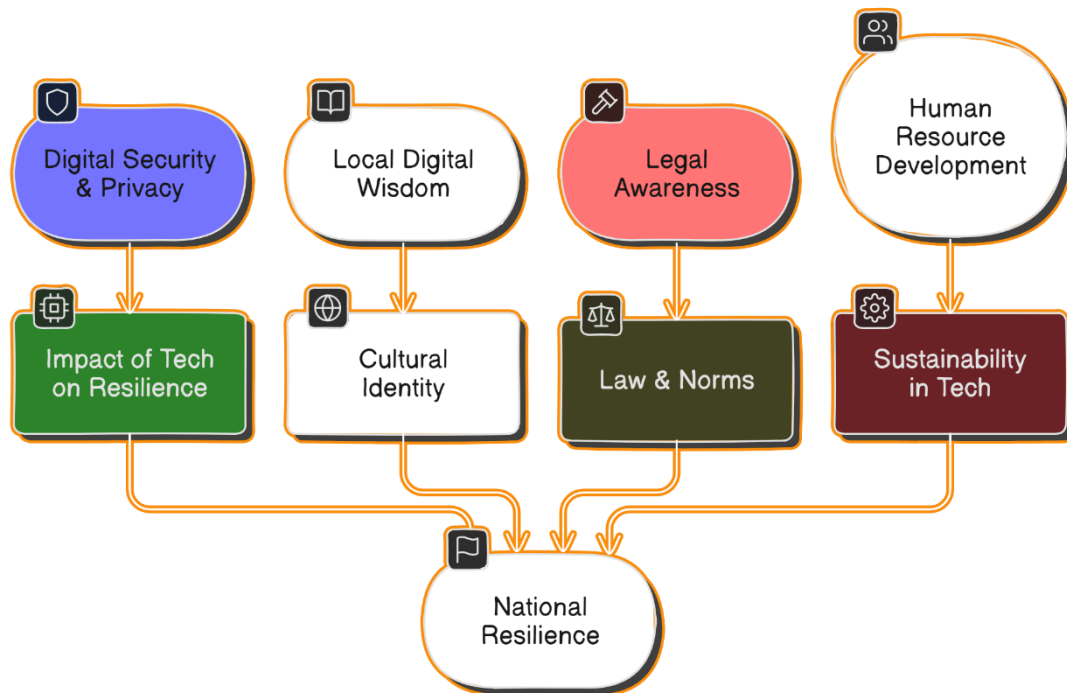 Digital Security
& Privacy
Local Digital
Wisdom
Legal
Awareness
Human
Resource
Development
Impact of Tech
on Resilience
Cultural
Identity
Law & Norms
Sustainability
in Tech
National
Resilience